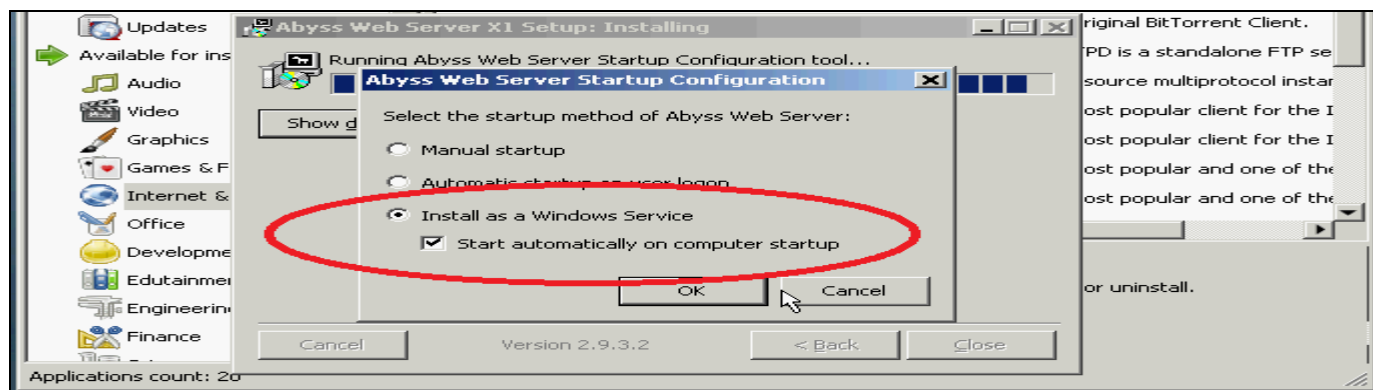 Updates
Available for ins
Audio
Video
Graphics
Games & F
Internet &
Office
Developme
Edutainme
Engineerin
Finance
Applications count: 20
Abyss Web Server X1 Setup: Installing
Running Abyss Web Server Startup Configuration tool...
Show d
Abyss Web Server Startup Configuration
Select the startup method of Abyss Web Server:
Manual startup
Automatic startup on user logon
Install as a Windows Service
Start automatically on computer startup
OK
Cancel
Cancel
Version 2.9.3.2
< Back
Close
riginal BitTorrent Client.
PD is a standalone FTP se
source multiprotocol instar
ost popular client for the I
ost popular client for the I
ost popular and one of the
ost popular and one of the
or uninstall.